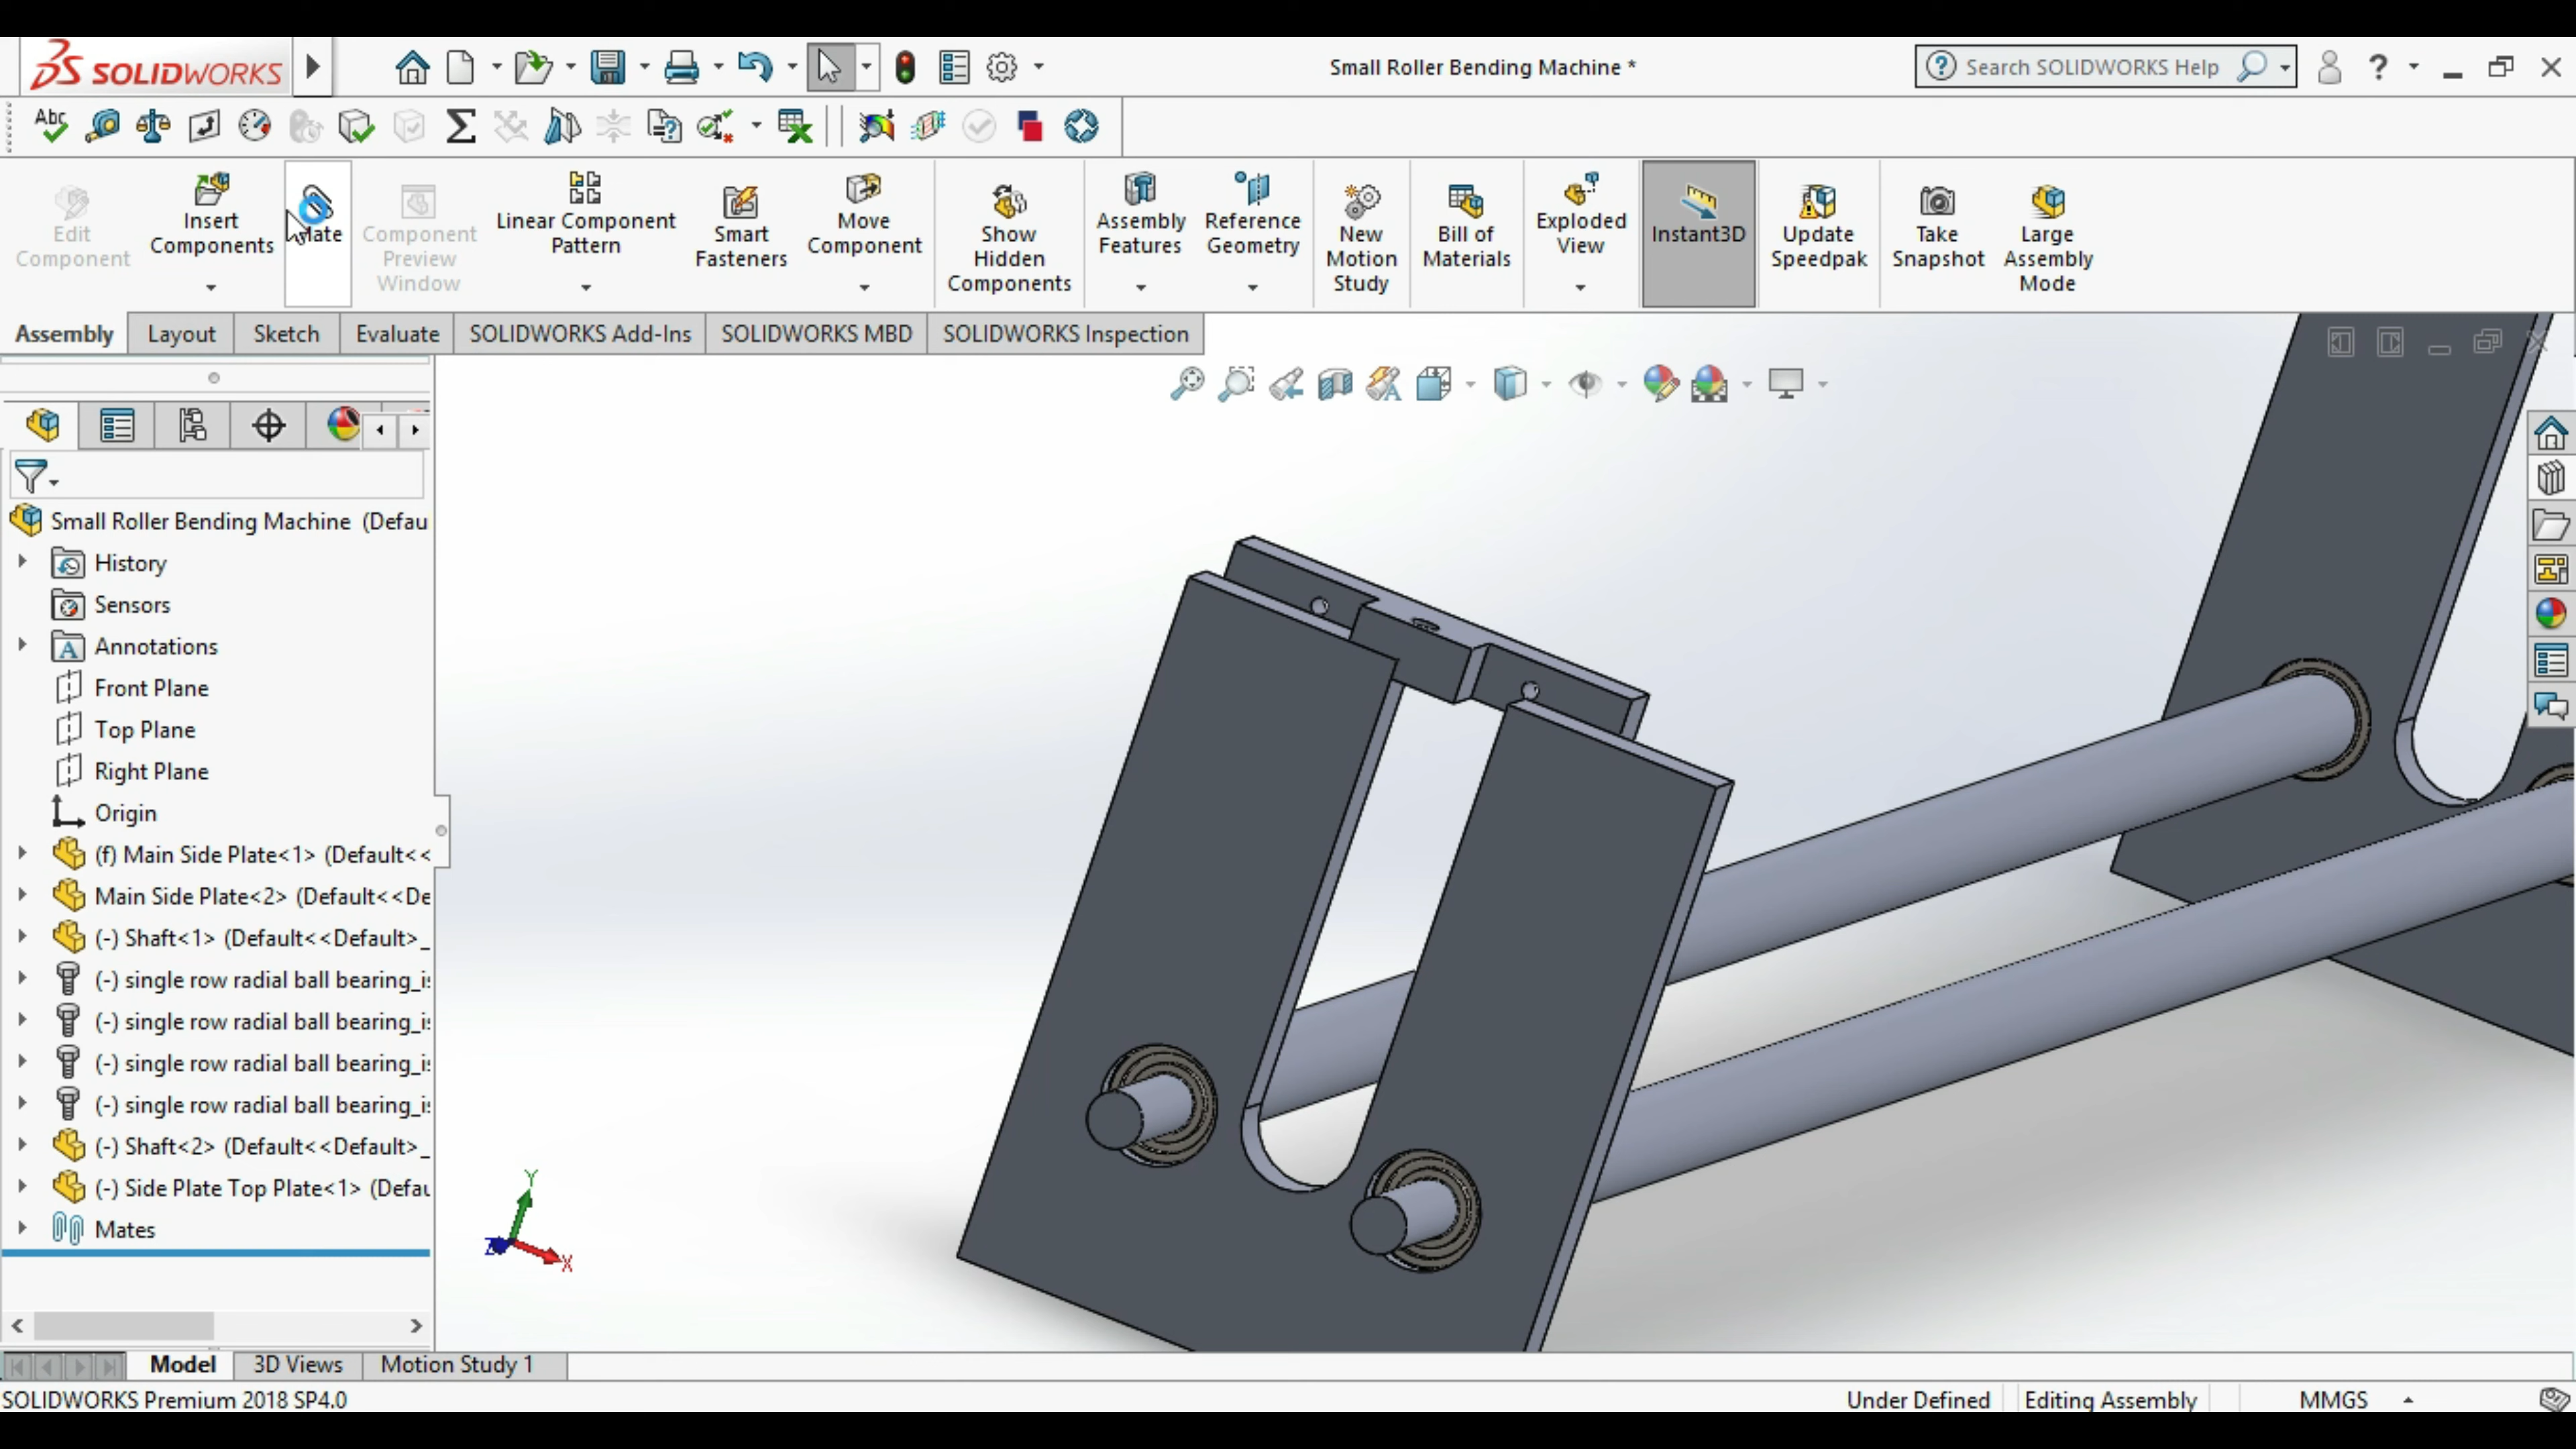 SOLIDWORKS
Small Roller Bending Machine *
Search SOLIDWORKS Help
?
Abc
Edit Component
Insert Components
Mate
Component Preview Window
Linear Component Pattern
Smart Fasteners
Move Component
Show Hidden Components
Assembly Features
Reference Geometry
New Motion Study
Bill of Materials
Exploded View
Instant3D
Update Speedpak
Take Snapshot
Large Assembly Mode
Assembly
Layout
Sketch
Evaluate
SOLIDWORKS Add-Ins
SOLIDWORKS MBD
SOLIDWORKS Inspection
Small Roller Bending Machine (Defau
History
Sensors
Annotations
Front Plane
Top Plane
Right Plane
Origin
(f) Main Side Plate<1> (Default<<
Main Side Plate<2> (Default<<De
(-) Shaft<1> (Default<<Default>_
(-) single row radial ball bearing_is
(-) single row radial ball bearing_is
(-) single row radial ball bearing_is
(-) single row radial ball bearing_is
(-) Shaft<2> (Default<<Default>_
(-) Side Plate Top Plate<1> (Defau
Mates
Y
Z
X
Model
3D Views
Motion Study 1
SOLIDWORKS Premium 2018 SP4.0
Under Defined
Editing Assembly
MMGS